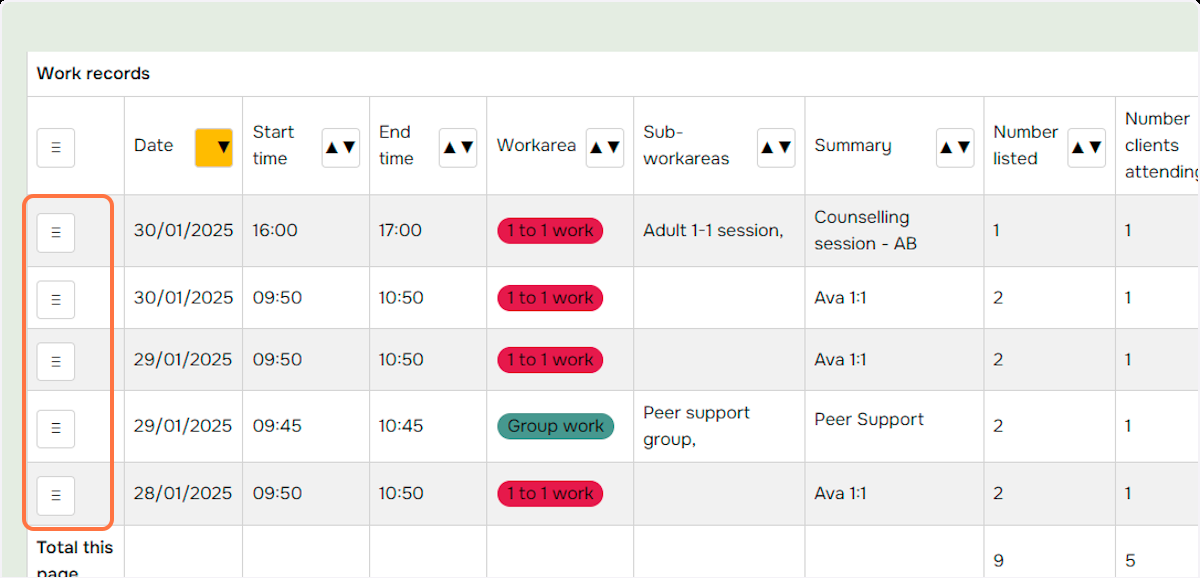 Work records
Date Start time End time Workarea Sub-workareas Summary Number listed Number clients attending
30/01/2025 16:00 17:00 1 to 1 work Adult 1-1 session, Counselling session - AB 1 1
30/01/2025 09:50 10:50 1 to 1 work Ava 1:1 2 1
29/01/2025 09:50 10:50 1 to 1 work Ava 1:1 2 1
29/01/2025 09:45 10:45 Group work Peer support group, Peer Support 2 1
28/01/2025 09:50 10:50 1 to 1 work Ava 1:1 2 1
Total this page 9 5